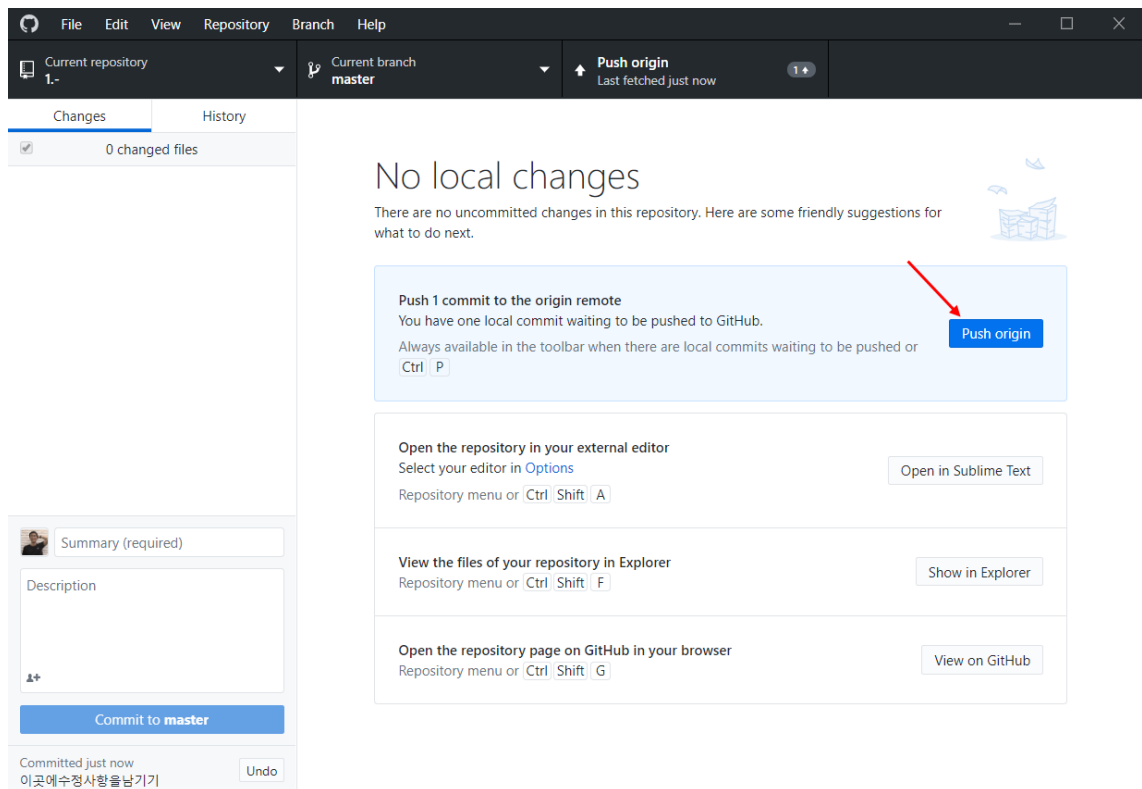 File Edit View Repository Branch Help
Current repository
1.-
Current branch
master
Push origin
Last fetched just now
1
Changes History
0 changed files
No local changes
There are no uncommitted changes in this repository. Here are some friendly suggestions for
what to do next.
Push 1 commit to the origin remote
You have one local commit waiting to be pushed to GitHub.
Always available in the toolbar when there are local commits waiting to be pushed or
Ctrl P
Push origin
Open the repository in your external editor
Select your editor in Options
Repository menu or Ctrl Shift A
Open in Sublime Text
View the files of your repository in Explorer
Repository menu or Ctrl Shift F
Show in Explorer
Open the repository page on GitHub in your browser
Repository menu or Ctrl Shift G
View on GitHub
Summary (required)
Description
Commit to master
Committed just now
이곳에수정사항을남기기
Undo